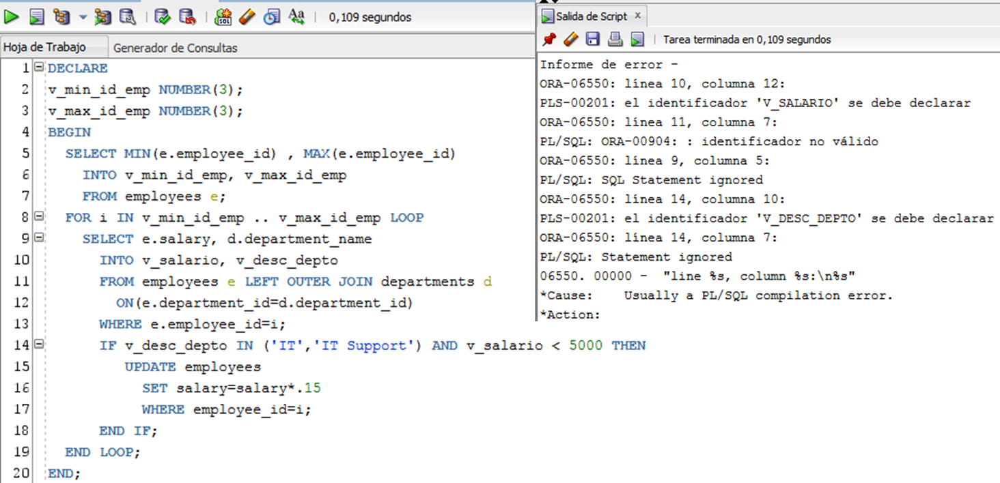 0,109 segundos
Hoja de Trabajo Generador de Consultas
1 DECLARE
2 v_min_id_emp NUMBER(3);
3 v_max_id_emp NUMBER(3);
4 BEGIN
5 SELECT MIN(e.employee_id) , MAX(e.employee_id)
6 INTO v_min_id_emp, v_max_id_emp
7 FROM employees e;
8 FOR i IN v_min_id_emp .. v_max_id_emp LOOP
9 SELECT e.salary, d.department_name
10 INTO v_salario, v_desc_depto
11 FROM employees e LEFT OUTER JOIN departments d
12 ON(e.department_id=d.department_id)
13 WHERE e.employee_id=i;
14 IF v_desc_depto IN ('IT','IT Support') AND v_salario < 5000 THEN
15 UPDATE employees
16 SET salary=salary*.15
17 WHERE employee_id=i;
18 END IF;
19 END LOOP;
20 END;
Salida de Script x
Tarea terminada en 0,109 segundos
Informe de error -
ORA-06550: línea 10, columna 12:
PLS-00201: el identificador 'V_SALARIO' se debe declarar
ORA-06550: línea 11, columna 7:
PL/SQL: ORA-00904: : identificador no válido
ORA-06550: línea 9, columna 5:
PL/SQL: SQL Statement ignored
ORA-06550: línea 14, columna 10:
PLS-00201: el identificador 'V_DESC_DEPTO' se debe declarar
ORA-06550: línea 14, columna 7:
PL/SQL: Statement ignored
06550. 00000 - "line %s, column %s:\n%s"
*Cause: Usually a PL/SQL compilation error.
*Action: